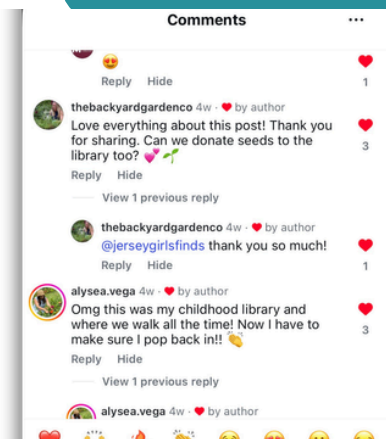 Comments
...
😍
Reply Hide
1
thebackyardgardenco 4w · ❤️ by author
Love everything about this post! Thank you
for sharing. Can we donate seeds to the
library too? 💕🌱
3
Reply Hide
View 1 previous reply
thebackyardgardenco 4w · ❤️ by author
@jerseygirlsfinds thank you so much!
Reply Hide
1
alysea.vega 4w · ❤️ by author
Omg this was my childhood library and
where we walk all the time! Now I have to
make sure I pop back in!! 👏
3
Reply Hide
View 1 previous reply
alysea.vega 4w · ❤️ by author